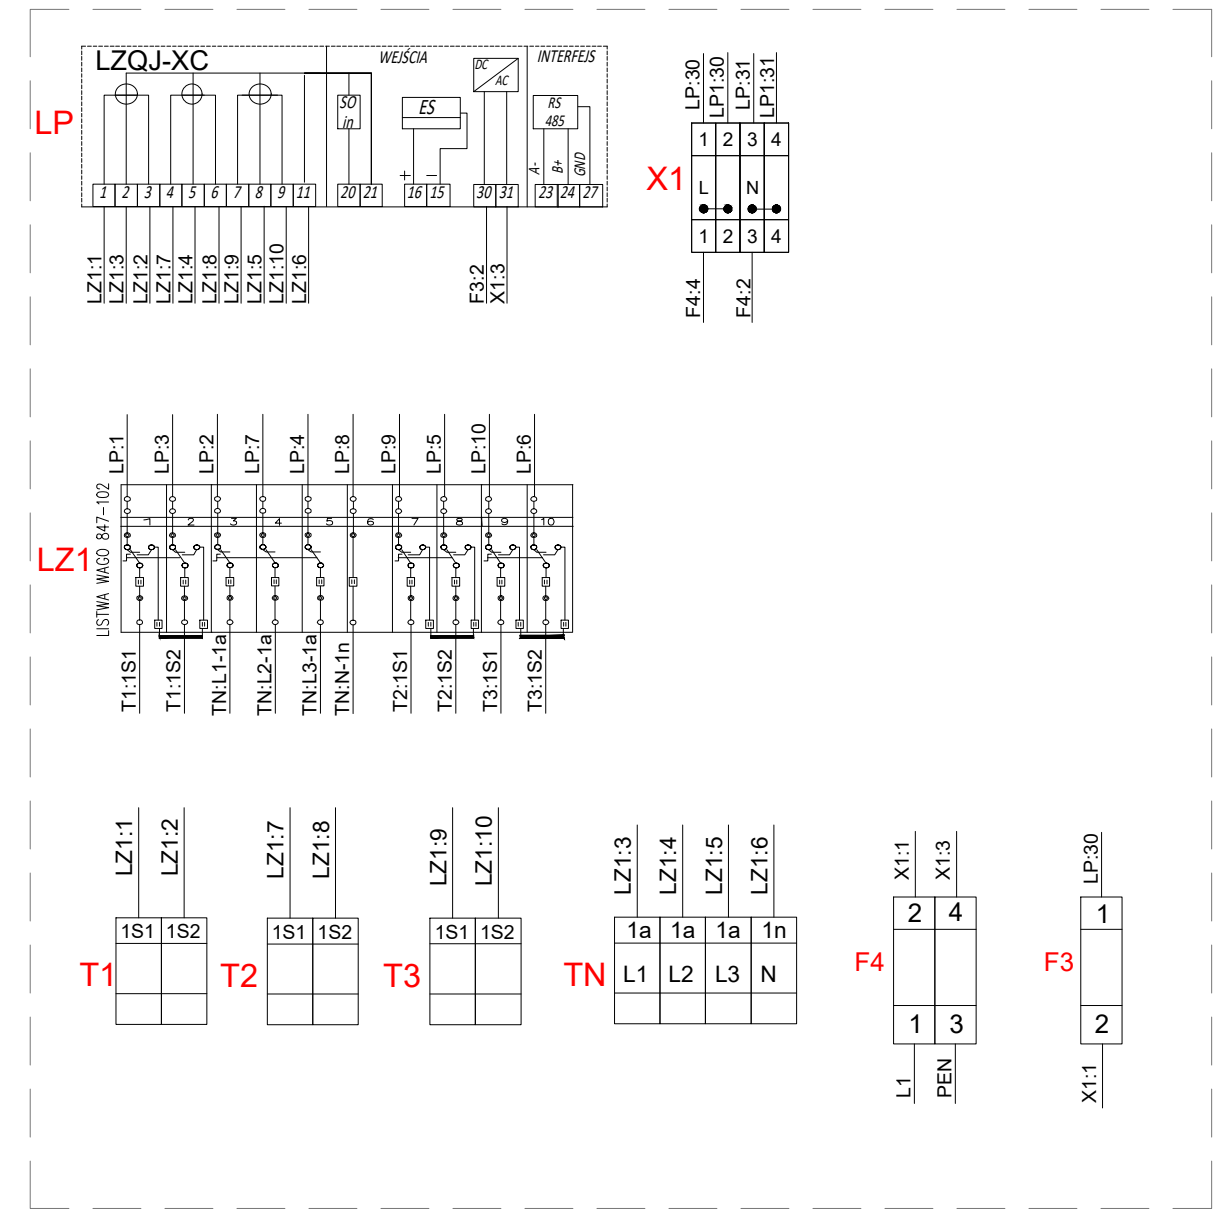 LZQJ-XC
WEJŚCIA
INTERFEJS
LP
SO in
ES
DC
AC
RS 485
+
−
A-
B+
GND
1 2 3 4 5 6 7 8 9 11
20 21
16 15
30 31
23 24 27
LZ1:1
LZ1:3
LZ1:2
LZ1:7
LZ1:4
LZ1:8
LZ1:9
LZ1:5
LZ1:10
LZ1:6
F3:2
X1:3
LP:30
LP1:30
LP:31
LP1:31
X1
1 2 3 4
L
N
1 2 3 4
F4:4
F4:2
LP:1
LP:3
LP:2
LP:7
LP:4
LP:8
LP:9
LP:5
LP:10
LP:6
LZ1
LISTWA WAGO 847-102
1 2 3 4 5 6 7 8 9 10
T1:1S1
T1:1S2
TN:L1-1a
TN:L2-1a
TN:L3-1a
TN:N-1n
T2:1S1
T2:1S2
T3:1S1
T3:1S2
LZ1:1
LZ1:2
T1
1S1 1S2
LZ1:7
LZ1:8
T2
1S1 1S2
LZ1:9
LZ1:10
T3
1S1 1S2
LZ1:3
LZ1:4
LZ1:5
LZ1:6
TN
1a 1a 1a 1n
L1 L2 L3 N
X1:1
X1:3
F4
2 4
1 3
L1
PEN
LP:30
F3
1
2
X1:1